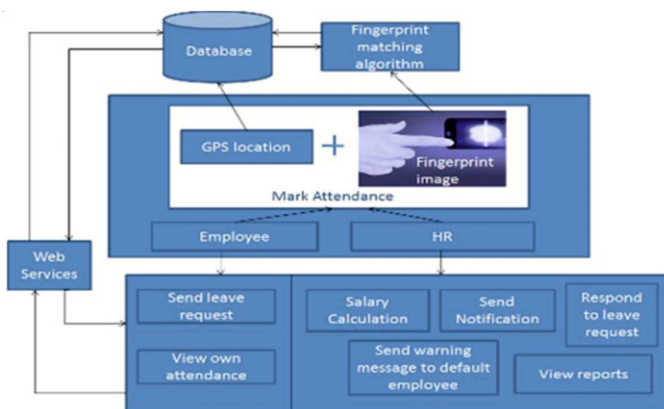 Database
Fingerprint
matching
algorithm
GPS location
+
Fingerprint
image
Mark Attendance
Employee
HR
Web
Services
Send leave
request
View own
attendance
Salary
Calculation
Send
Notification
Respond
to leave
request
Send warning
message to default
employee
View reports